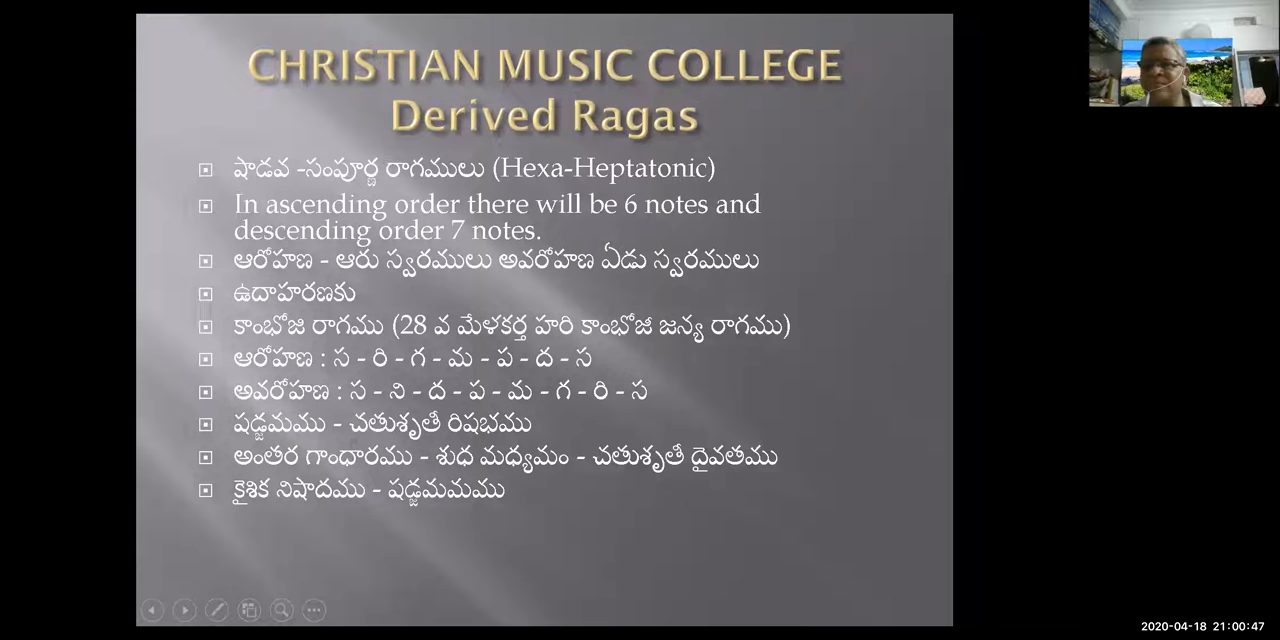 CHRISTIAN MUSIC COLLEGE
Derived Ragas
షాడవ -సంపూర్ణ రాగములు (Hexa-Heptatonic)
In ascending order there will be 6 notes and
descending order 7 notes.
ఆరోహణ - ఆరు స్వరములు అవరోహణ ఏడు స్వరములు
ఉదాహరణకు
కాంభోజి రాగము (28 వ మేళకర్త హరి కాంభోజీ జన్య రాగము)
ఆరోహణ : స - రి - గ - మ - ప - ద - స
అవరోహణ : స - ని - ద - ప - మ - గ - రి - స
షడ్జమము - చతుశృతీ రిషభము
అంతర గాంధారము - శుధ మధ్యమం - చతుశృతీ దైవతము
కైశిక నిషాదము - షడ్జమమము
2020-04-18 21:00:47